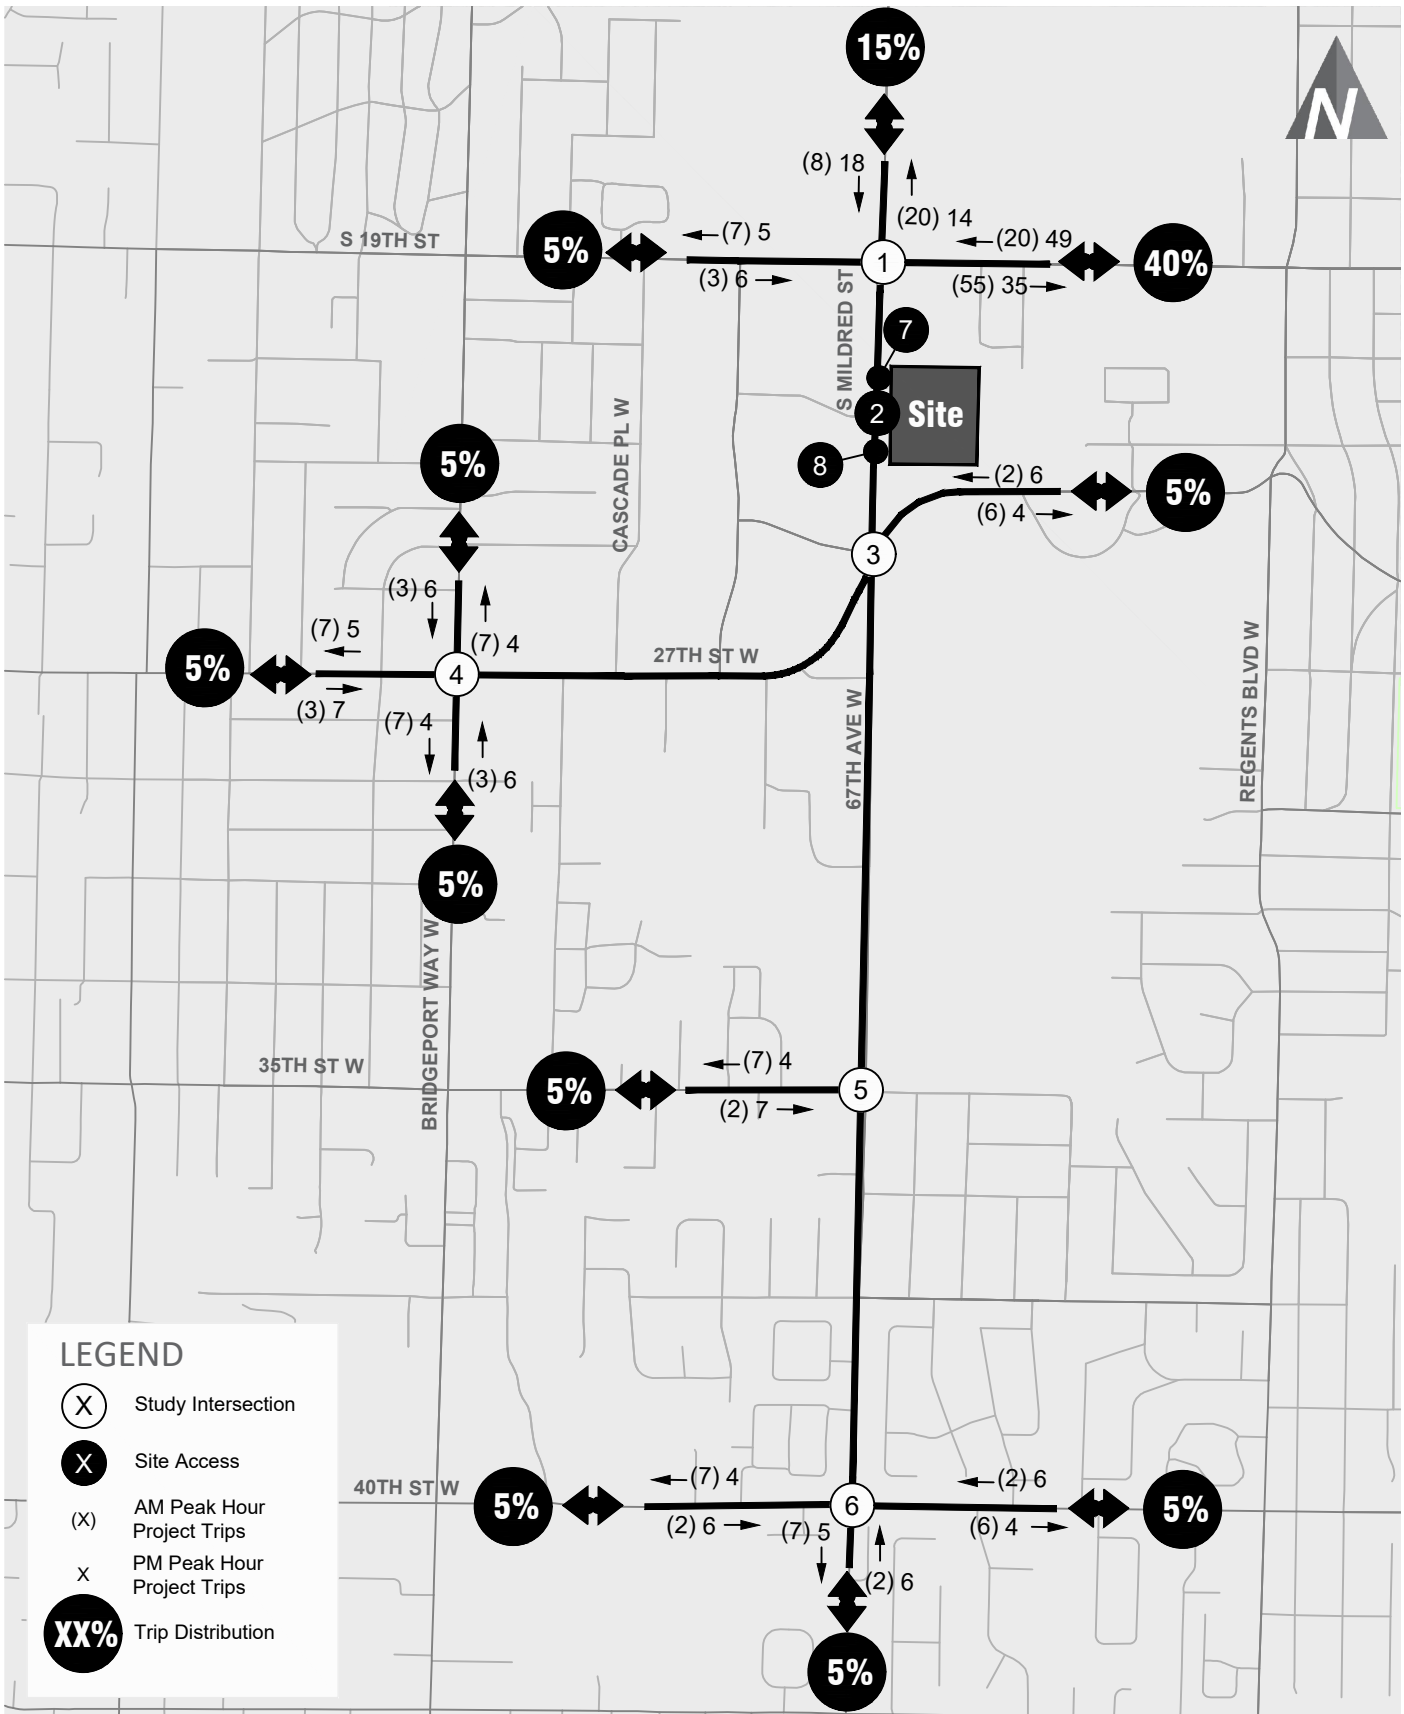 15%
N
(8) 18
(20) 14
S 19TH ST
5%
(7) 5
(3) 6
1
(20) 49
(55) 35
40%
S MILDRED ST
7
2
Site
8
CASCADE PL W
5%
(2) 6
(6) 4
5%
3
(3) 6
(7) 4
(7) 5
5%
4
(3) 7
27TH ST W
(7) 4
(3) 6
5%
67TH AVE W
REGENTS BLVD W
BRIDGEPORT WAY W
35TH ST W
5%
(7) 4
(2) 7
5
LEGEND
X Study Intersection
X Site Access
(X) AM Peak Hour
Project Trips
X PM Peak Hour
Project Trips
XX% Trip Distribution
40TH ST W
5%
(7) 4
(2) 6
6
(2) 6
(6) 4
5%
(7) 5
(2) 6
5%